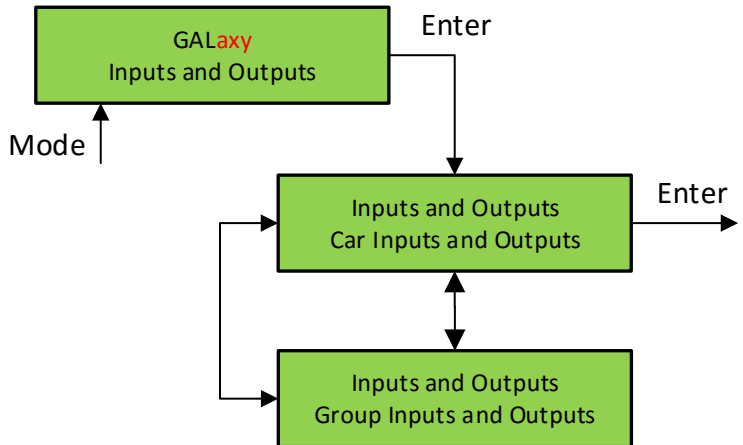 GALaxy
Inputs and Outputs
Enter
Mode
Inputs and Outputs
Car Inputs and Outputs
Enter
Inputs and Outputs
Group Inputs and Outputs